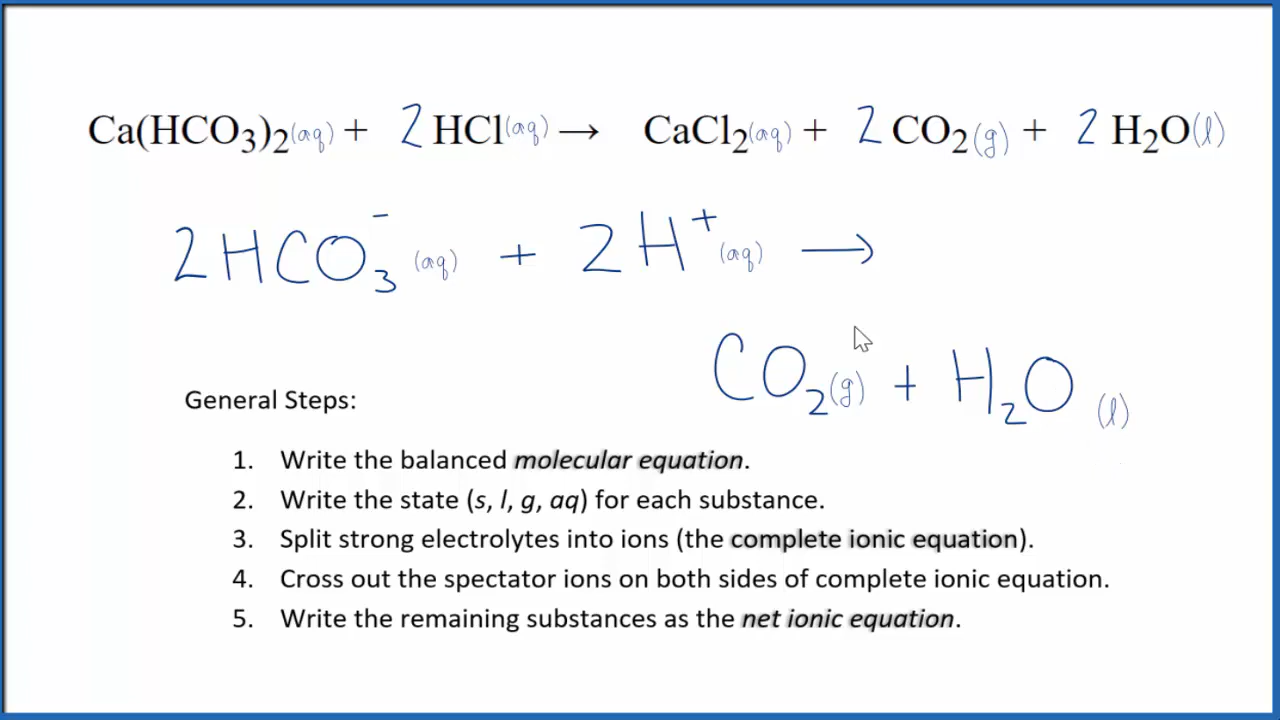 Ca(HCO₃)₂(aq) + 2 HCl(aq) → CaCl₂(aq) + 2 CO₂(g) + 2 H₂O(l)
2HCO₃⁻(aq) + 2H⁺(aq) →
CO₂(g) + H₂O(l)
General Steps:
1. Write the balanced molecular equation.
2. Write the state (s, l, g, aq) for each substance.
3. Split strong electrolytes into ions (the complete ionic equation).
4. Cross out the spectator ions on both sides of complete ionic equation.
5. Write the remaining substances as the net ionic equation.